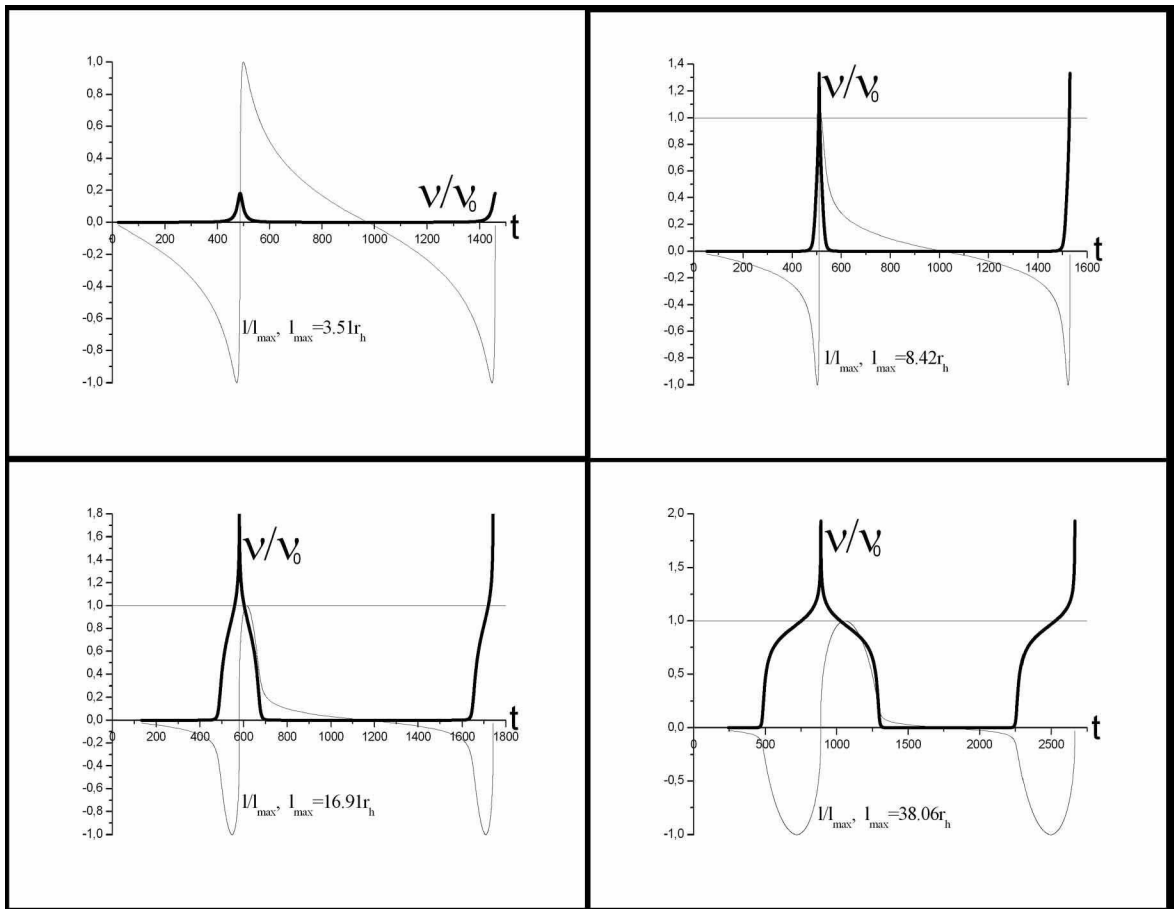 1,0
0,8
0,6
0,4
0,2
0,0
-0,2
-0,4
-0,6
-0,8
-1,0
200 400 600 800 1000 1200 1400
t
ν/ν0
l/lmax, lmax=3.51rh
1,4
1,2
1,0
0,8
0,6
0,4
0,2
0,0
-0,2
-0,4
-0,6
-0,8
-1,0
0 200 400 600 800 1000 1200 1400 1600
t
ν/ν0
l/lmax, lmax=8.42rh
1,8
1,6
1,4
1,2
1,0
0,8
0,6
0,4
0,2
0,0
-0,2
-0,4
-0,6
-0,8
-1,0
200 400 600 800 1000 1200 1400 1600 1800
t
ν/ν0
l/lmax, lmax=16.91rh
2,0
1,5
1,0
0,5
0,0
-0,5
-1,0
0 500 1000 1500 2000 2500
t
ν/ν0
l/lmax, lmax=38.06rh